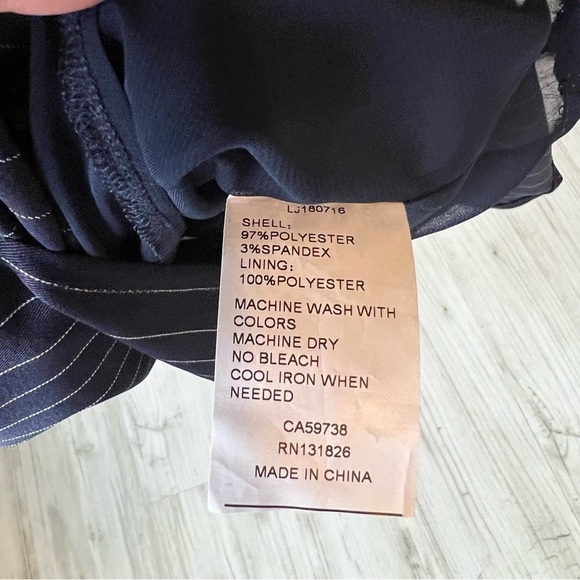 LJ180716
SHELL:
97%POLYESTER
3%SPANDEX
LINING:
100%POLYESTER
MACHINE WASH WITH
COLORS
MACHINE DRY
NO BLEACH
COOL IRON WHEN
NEEDED
CA59738
RN131826
MADE IN CHINA